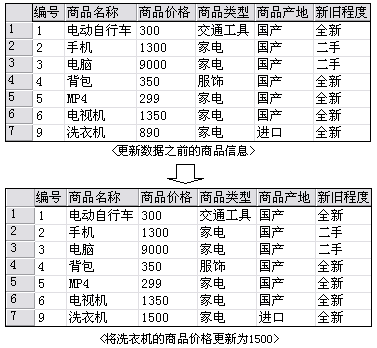 编号 商品名称 商品价格 商品类型 商品产地 新旧程度
1 1 电动自行车 300 交通工具 国产 全新
2 2 手机 1300 家电 国产 二手
3 3 电脑 9000 家电 国产 二手
4 4 背包 350 服饰 国产 全新
5 5 MP4 299 家电 国产 全新
6 6 电视机 1350 家电 国产 全新
7 9 洗衣机 890 家电 进口 全新
<更新数据之前的商品信息>
编号 商品名称 商品价格 商品类型 商品产地 新旧程度
1 1 电动自行车 300 交通工具 国产 全新
2 2 手机 1300 家电 国产 二手
3 3 电脑 9000 家电 国产 二手
4 4 背包 350 服饰 国产 全新
5 5 MP4 299 家电 国产 全新
6 6 电视机 1350 家电 国产 全新
7 9 洗衣机 1500 家电 进口 全新
<将洗衣机的商品价格更新为1500>